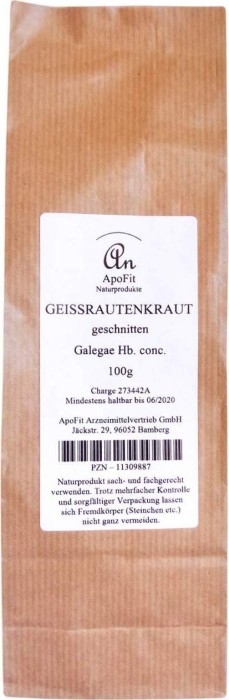 An
ApoFit
Naturprodukte
GEISSRAUTENKRAUT
geschnitten
Galegae Hb. conc.
100g
Charge 273442A
Mindestens haltbar bis 06/2020
ApoFit Arzneimittelvertrieb GmbH
Jäckstr. 29, 96052 Bamberg
PZN – 11309887
Naturprodukt sach- und fachgerecht
verwenden. Trotz mehrfacher Kontrolle
und sorgfältiger Verpackung lassen
sich Fremdkörper (Steinchen etc.)
nicht ganz vermeiden.